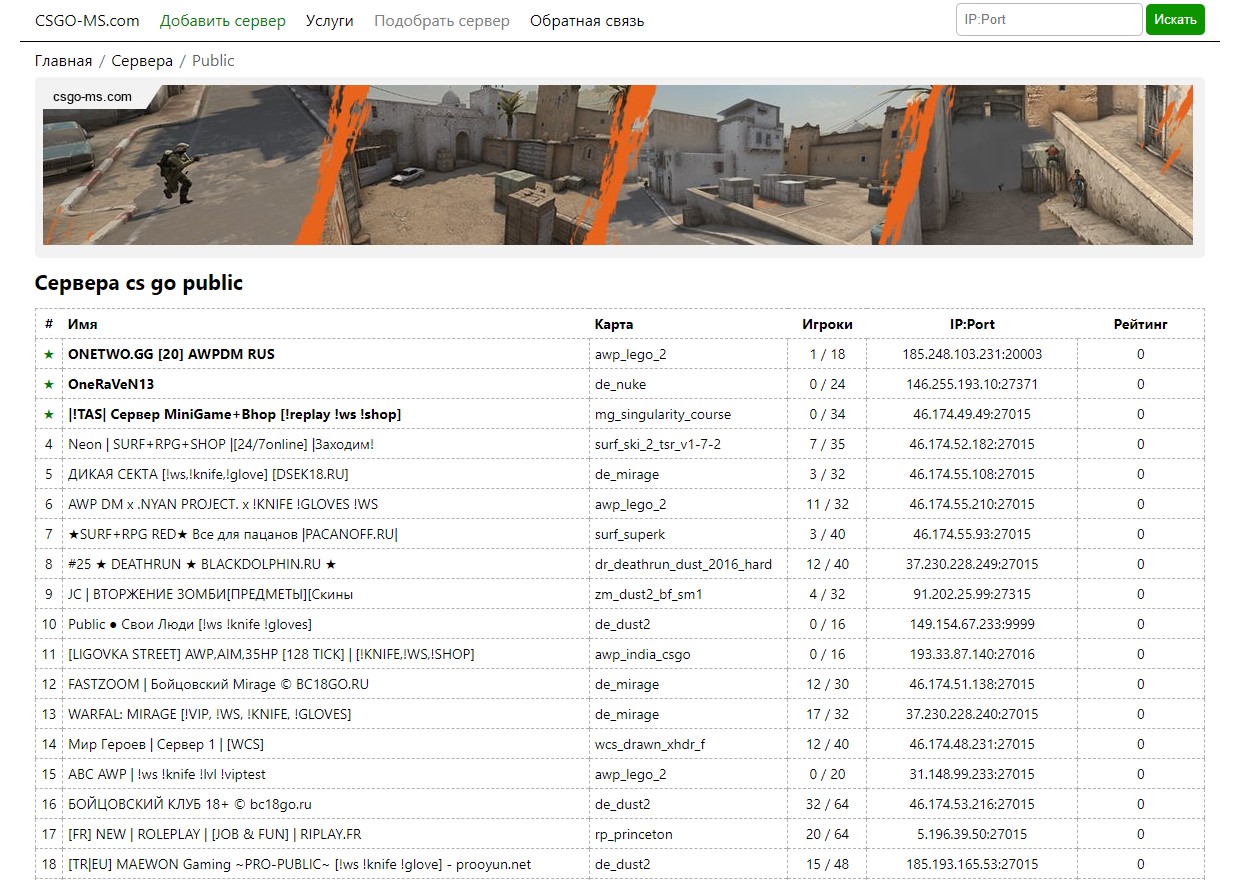 CSGO-MS.com Добавить сервер Услуги Подобрать сервер Обратная связь IP:Port Искать
Главная / Сервера / Public
csgo-ms.com
Сервера cs go public
# Имя Карта Игроки IP:Port Рейтинг
★ ONETWO.GG [20] AWPDM RUS awp_lego_2 1 / 18 185.248.103.231:20003 0
★ OneRaVeN13 de_nuke 0 / 24 146.255.193.10:27371 0
★ |!TAS| Сервер MiniGame+Bhop [!replay !ws !shop] mg_singularity_course 0 / 34 46.174.49.49:27015 0
4 Neon | SURF+RPG+SHOP |[24/7online] |Заходим! surf_ski_2_tsr_v1-7-2 7 / 35 46.174.52.182:27015 0
5 ДИКАЯ СЕКТА [!ws,!knife,!glove] [DSEK18.RU] de_mirage 3 / 32 46.174.55.108:27015 0
6 AWP DM x .NYAN PROJECT. x !KNIFE !GLOVES !WS awp_lego_2 11 / 32 46.174.55.210:27015 0
7 ★SURF+RPG RED★ Все для пацанов |PACANOFF.RU| surf_superk 3 / 40 46.174.55.93:27015 0
8 #25 ★ DEATHRUN ★ BLACKDOLPHIN.RU ★ dr_deathrun_dust_2016_hard 12 / 40 37.230.228.249:27015 0
9 JC | ВТОРЖЕНИЕ ЗОМБИ[ПРЕДМЕТЫ][Скины zm_dust2_bf_sm1 4 / 32 91.202.25.99:27315 0
10 Public ● Свои Люди [!ws !knife !gloves] de_dust2 0 / 16 149.154.67.233:9999 0
11 [LIGOVKA STREET] AWP,AIM,35HP [128 TICK] | [!KNIFE,!WS,!SHOP] awp_india_csgo 0 / 16 193.33.87.140:27016 0
12 FASTZOOM | Бойцовский Mirage © BC18GO.RU de_mirage 12 / 30 46.174.51.138:27015 0
13 WARFAL: MIRAGE [!VIP, !WS, !KNIFE, !GLOVES] de_mirage 17 / 32 37.230.228.240:27015 0
14 Мир Героев | Сервер 1 | [WCS] wcs_drawn_xhdr_f 12 / 40 46.174.48.231:27015 0
15 ABC AWP | !ws !knife !lvl !viptest awp_lego_2 0 / 20 31.148.99.233:27015 0
16 БОЙЦОВСКИЙ КЛУБ 18+ © bc18go.ru de_dust2 32 / 64 46.174.53.216:27015 0
17 [FR] NEW | ROLEPLAY | [JOB & FUN] | RIPLAY.FR rp_princeton 20 / 64 5.196.39.50:27015 0
18 [TR|EU] MAEWON Gaming ~PRO-PUBLIC~ [!ws !knife !glove] - prooyun.net de_dust2 15 / 48 185.193.165.53:27015 0